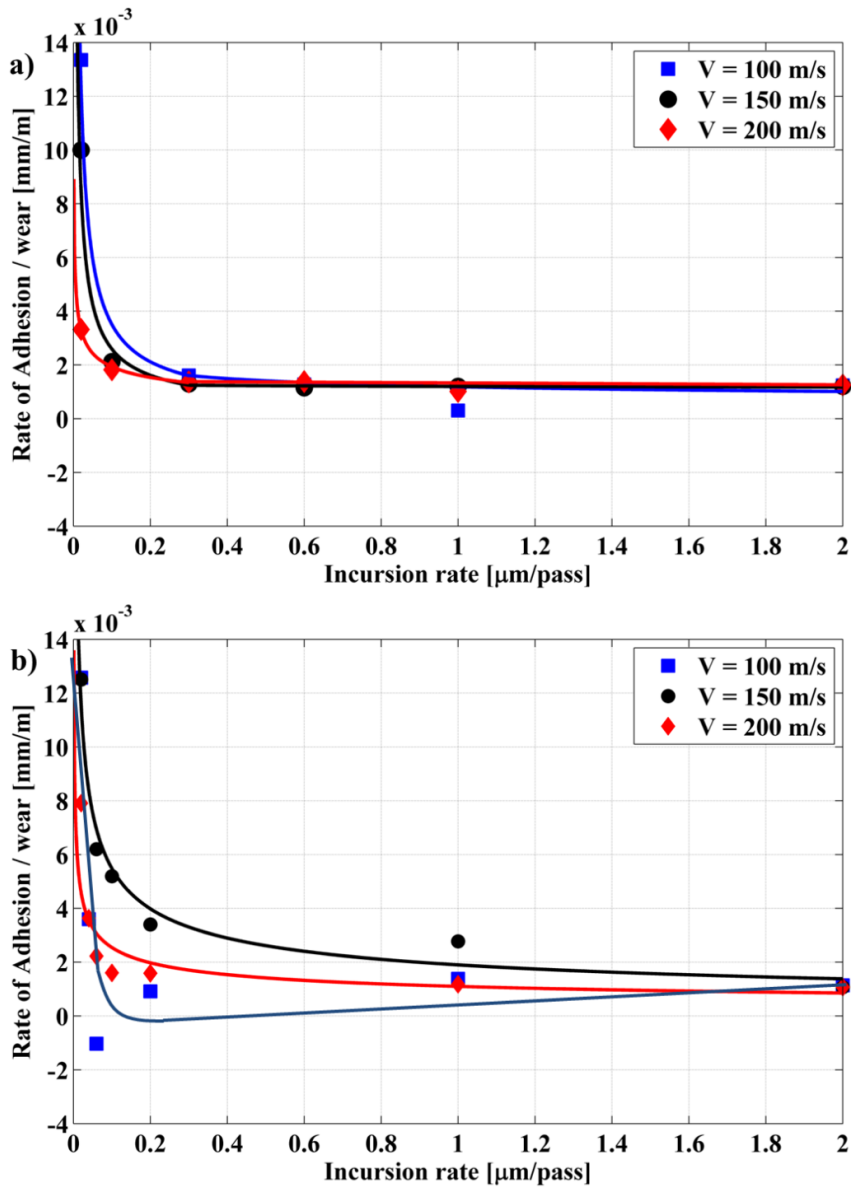 x 10-3
a)
14
12
10
8
6
4
2
0
-2
-4
Rate of Adhesion / wear [mm/m]
V = 100 m/s
V = 150 m/s
V = 200 m/s
0 0.2 0.4 0.6 0.8 1 1.2 1.4 1.6 1.8 2
Incursion rate [μm/pass]
x 10-3
b)
14
12
10
8
6
4
2
0
-2
-4
Rate of Adhesion / wear [mm/m]
V = 100 m/s
V = 150 m/s
V = 200 m/s
0 0.2 0.4 0.6 0.8 1 1.2 1.4 1.6 1.8 2
Incursion rate [μm/pass]